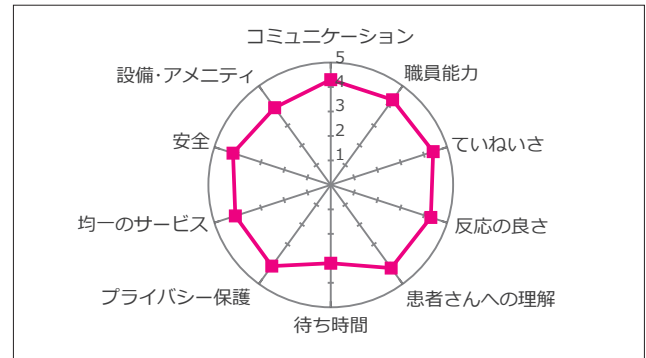 コミュニケーション
職員能力
ていねいさ
反応の良さ
患者さんへの理解
待ち時間
プライバシー保護
均一のサービス
安全
設備・アメニティ
5
4
3
2
1